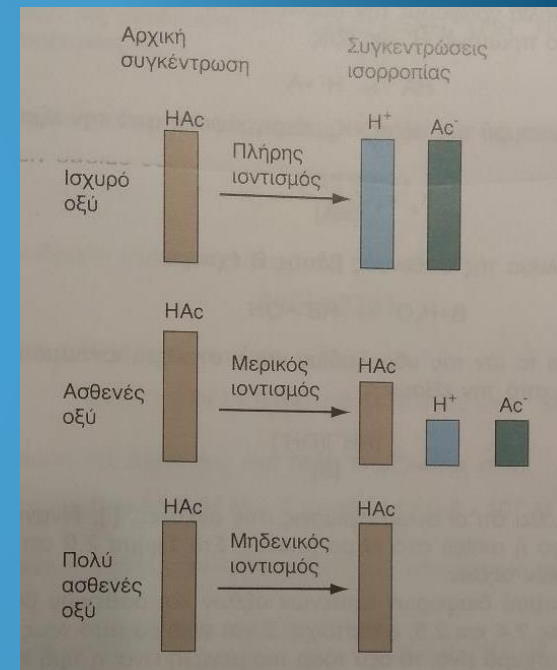 Αρχική
συγκέντρωση
Συγκεντρώσεις
ισορροπίας
HAc
H⁺
Ac⁻
Ισχυρό
οξύ
Πλήρης
ιοντισμός
HAc
Ασθενές
οξύ
Μερικός
ιοντισμός
HAc
H⁺
Ac⁻
HAc
Πολύ
ασθενές
οξύ
Μηδενικός
ιοντισμός
HAc